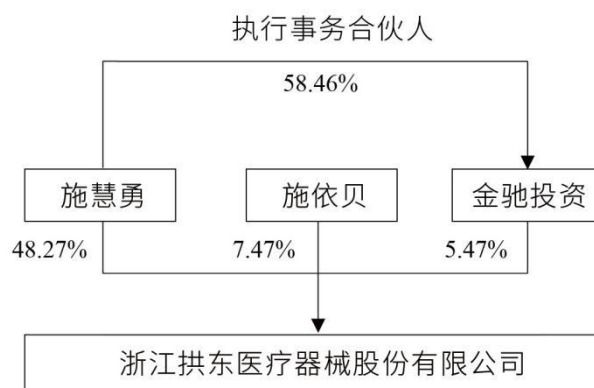 执行事务合伙人
58.46%
施慧勇
施依贝
金驰投资
48.27%
7.47%
5.47%
浙江拱东医疗器械股份有限公司